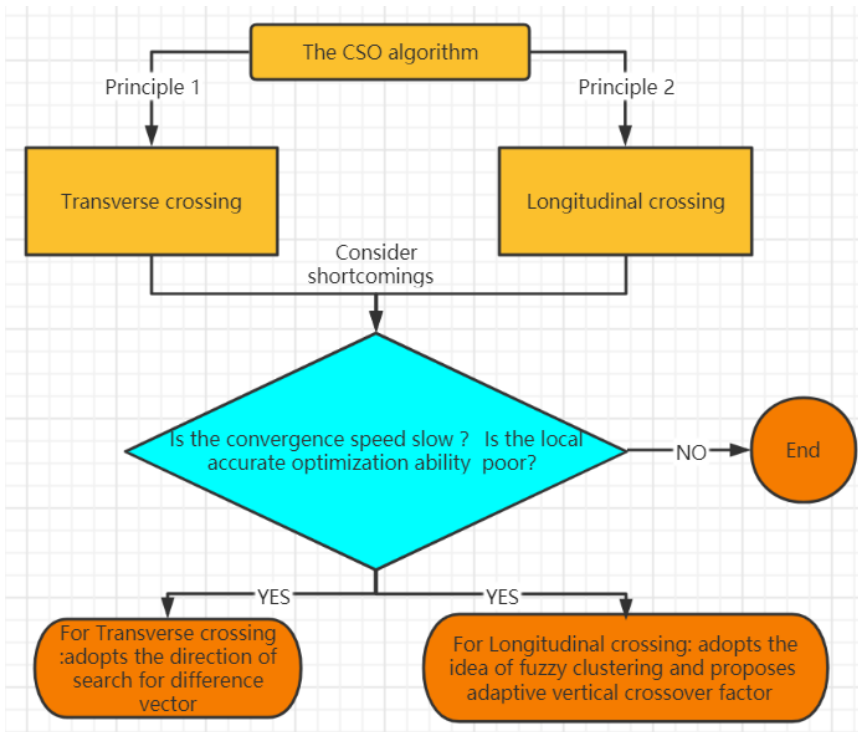 The CSO algorithm
Principle 1
Principle 2
Transverse crossing
Longitudinal crossing
Consider
shortcomings
Is the convergence speed slow ? Is the local
accurate optimization ability poor?
NO
End
YES
YES
For Transverse crossing
:adopts the direction of
search for difference
vector
For Longitudinal crossing: adopts the
idea of fuzzy clustering and proposes
adaptive vertical crossover factor